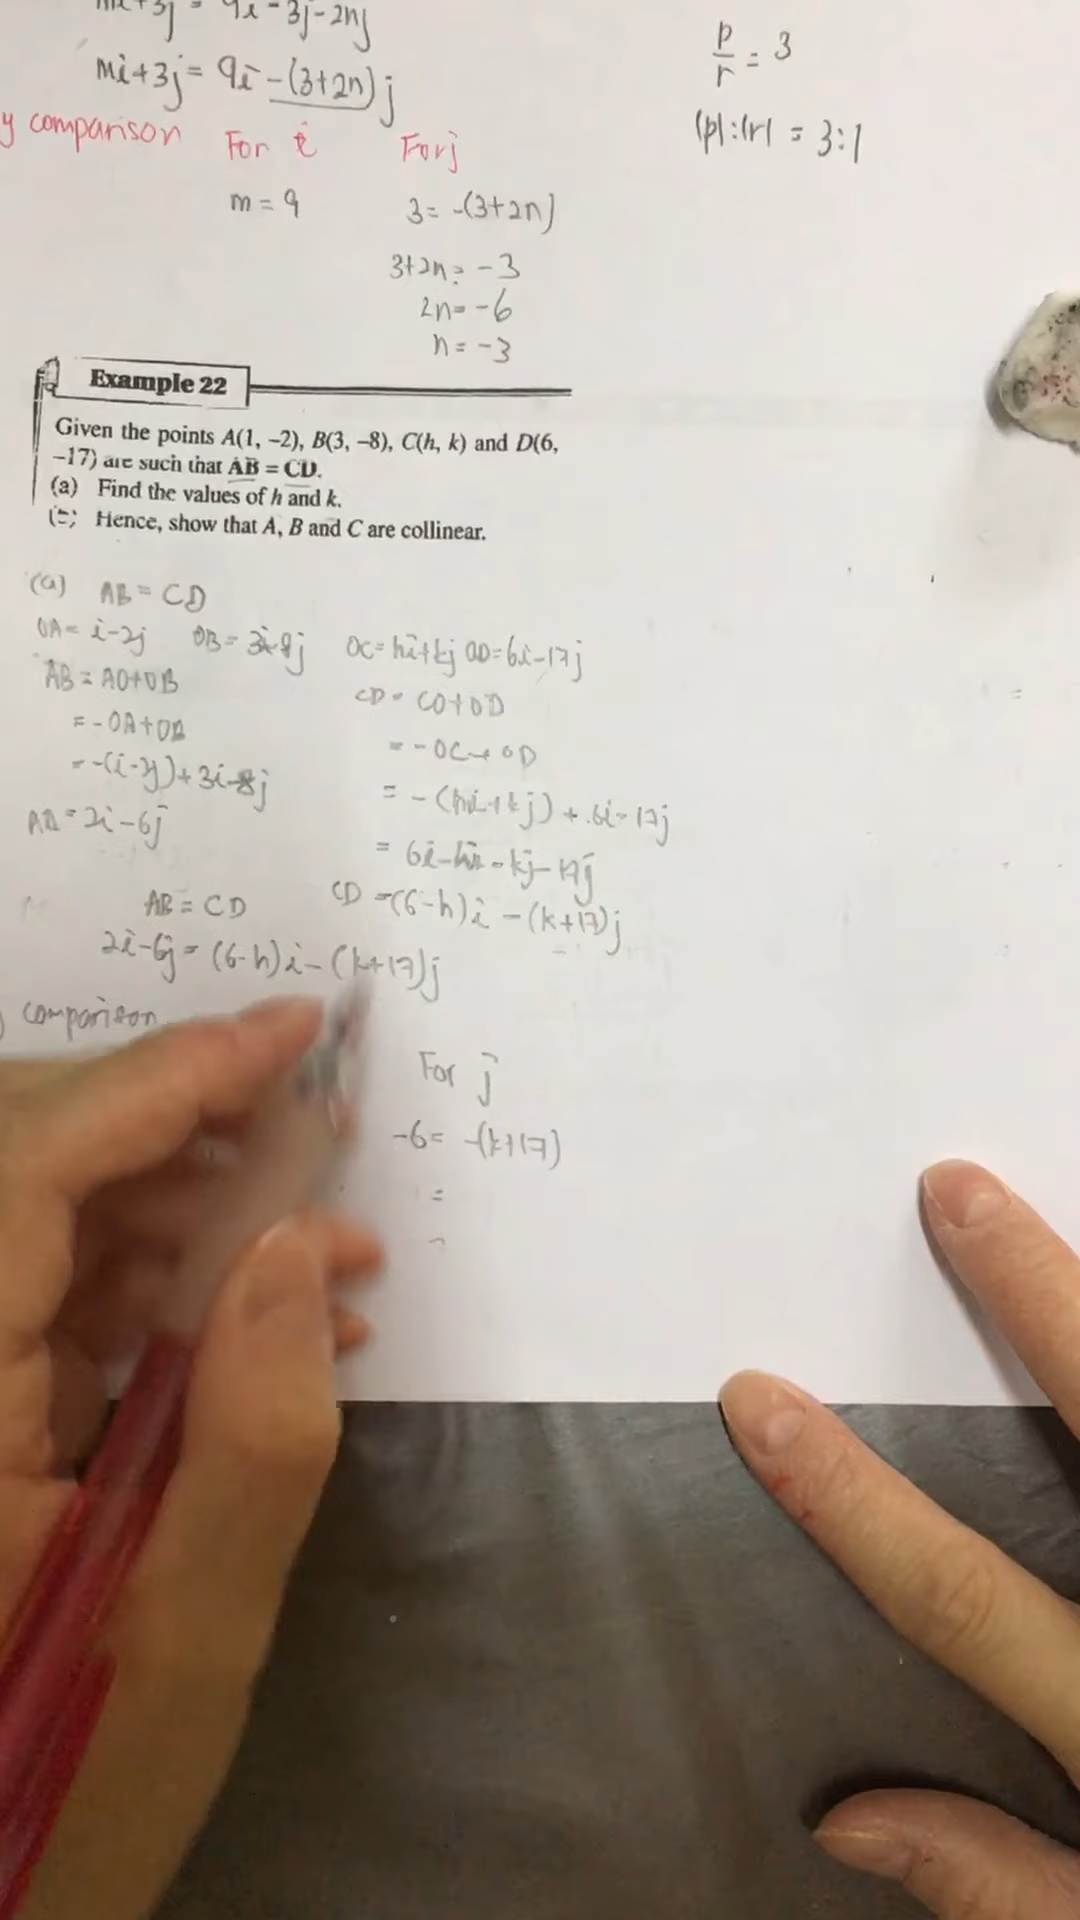 mi+3j = 9i-3j-2nj
mi+3j = 9i-(3+2n)j
y comparison For i For j
m = 9 3 = -(3+2n)
3+2n = -3
2n = -6
n = -3
p/r = 3
|p|:|r| = 3:1
Example 22
Given the points A(1, –2), B(3, –8), C(h, k) and D(6,
–17) are such that AB = CD.
(a) Find the values of h and k.
Hence, show that A, B and C are collinear.
(a) AB = CD
OA = i-2j OB = 3i-8j OC = hi+kj OD = 6i-17j
AB = AO+OB CD = CO+OD
= -OA+OB = -OC+OD
= -(i-2j)+3i-8j = -(hi+kj)+6i-17j
AB = 2i-6j = 6i-hi-kj-17j
AB = CD CD = (6-h)i-(k+17)j
2i-6j = (6-h)i-(k+17)j
comparison
For j
-6 = -(k+17)
=